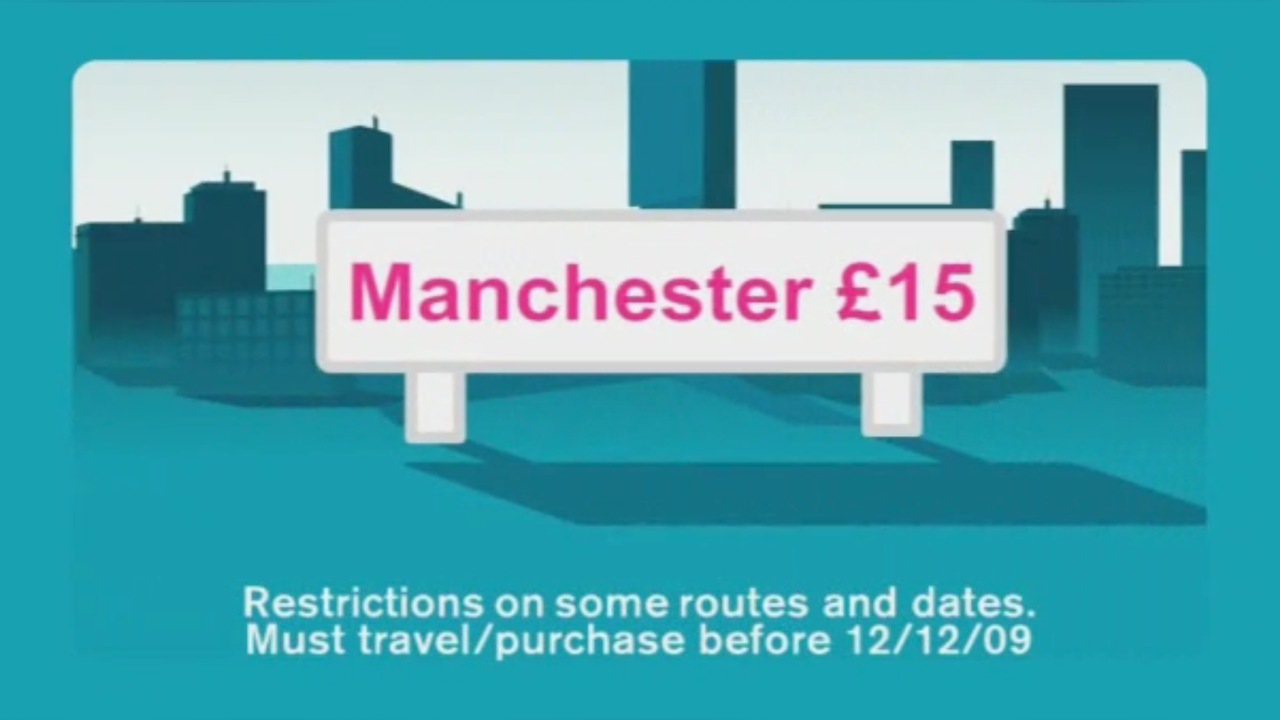 Manchester £15
Restrictions on some routes and dates.
Must travel/purchase before 12/12/09